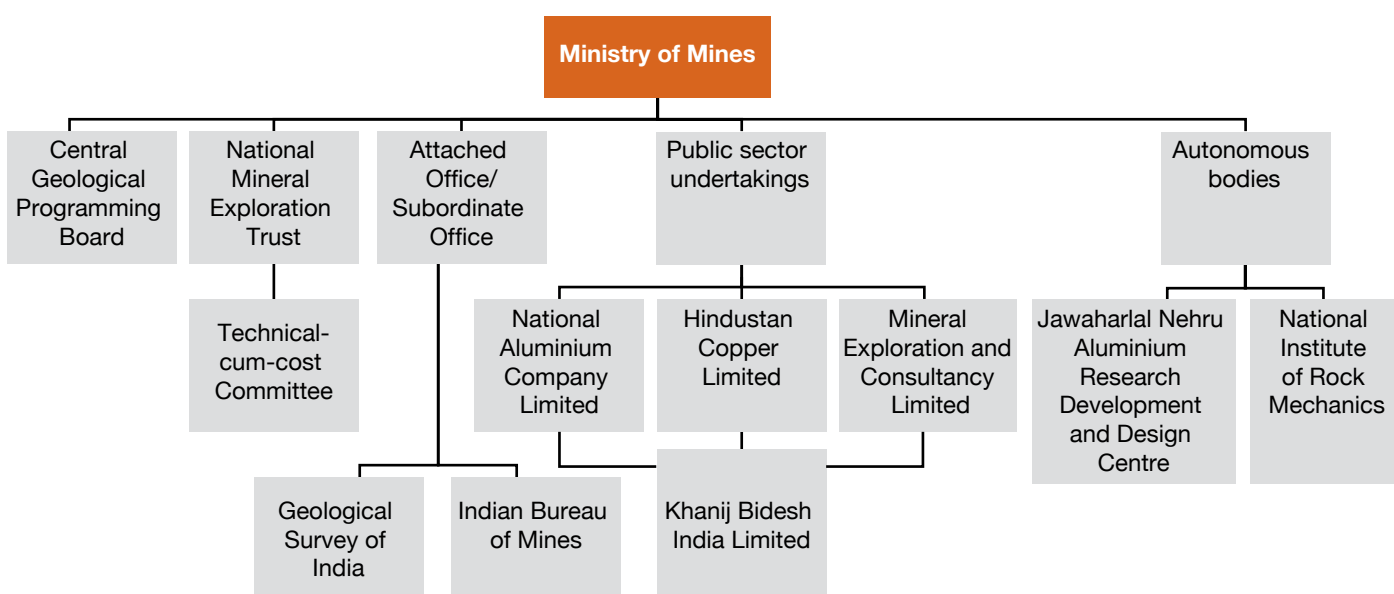 Ministry of Mines
Central
Geological
Programming
Board
National
Mineral
Exploration
Trust
Attached
Office/
Subordinate
Office
Public sector
undertakings
Autonomous
bodies
Technical-
cum-cost
Committee
National
Aluminium
Company
Limited
Hindustan
Copper
Limited
Mineral
Exploration and
Consultancy
Limited
Jawaharlal Nehru
Aluminium
Research
Development
and Design
Centre
National
Institute
of Rock
Mechanics
Geological
Survey of
India
Indian Bureau
of Mines
Khanij Bidesh
India Limited